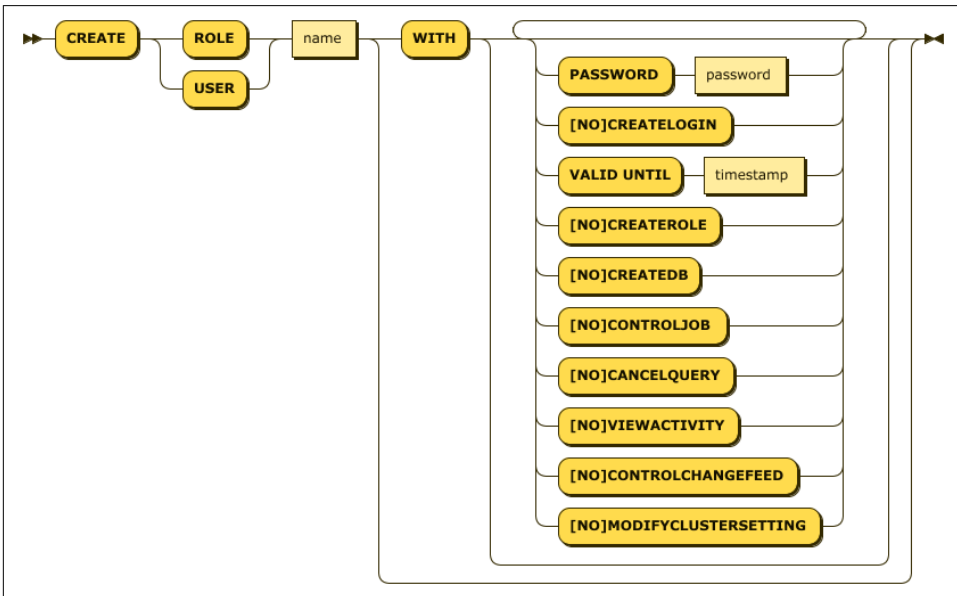 CREATE ROLE name WITH
USER
PASSWORD password
[NO]CREATELOGIN
VALID UNTIL timestamp
[NO]CREATEROLE
[NO]CREATEDB
[NO]CONTROLJOB
[NO]CANCELQUERY
[NO]VIEWACTIVITY
[NO]CONTROLCHANGEFEED
[NO]MODIFYCLUSTERSETTING